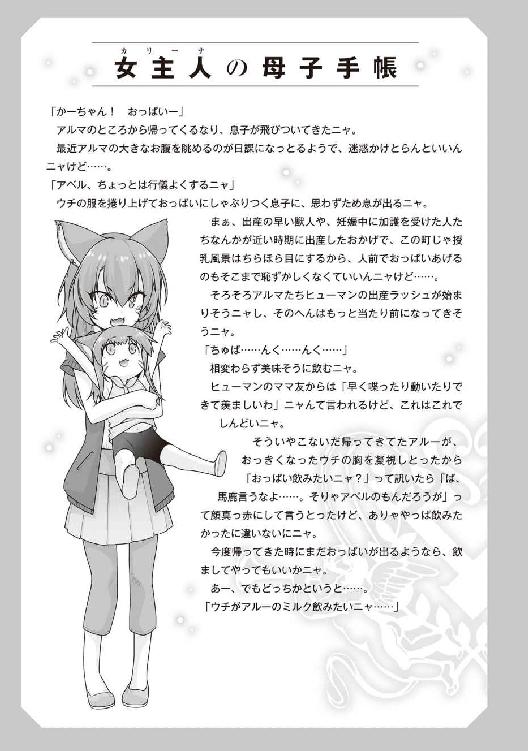 カリーナ
女主人の母子手帳
「かーちゃん！　おっぱいー」
アルマのところから帰ってくるなり、息子が飛びついてきたニャ。
最近アルマの大きなお腹を眺めるのが日課になっとるようで、迷惑かけとらんといいん
ニャけど……。
「アベル、ちょっとは行儀よくするニャ」
ウチの服を捲り上げておっぱいにしゃぶりつく息子に、思わずため息が出るニャ。
まぁ、出産の早い獣人や、妊娠中に加護を受けた人た
ちなんかが近い時期に出産したおかげで、この町じゃ授
乳風景はちらほら目にするから、人前でおっぱいあげる
のもそこまで恥ずかしくなくていいんニャけど……。
そろそろアルマたちヒューマンの出産ラッシュが始ま
りそうニャし、そのへんはもっと当たり前になってきそ
うニャ。
「ちゅぱ……んく……んく……」
相変わらず美味そうに飲むニャ。
ヒューマンのママ友からは「早く喋ったり動いたりで
きて羨ましいわ」ニャんて言われるけど、これはこれで
しんどいニャ。
そういやこないだ帰ってきてたアルーが、
おっきくなったウチの胸を凝視しとったから
「おっぱい飲みたいニャ？」って訊いたら「ば、
馬鹿言うなよ……。そりゃアベルのもんだろうが」っ
て顔真っ赤にして言うとったけど、ありゃやっぱ飲みた
かったに違いないにニャ。
今度帰ってきた時にまだおっぱいが出るようなら、飲
ましてやってもいいかニャ。
あー、でもどっちかというと……。
「ウチがアルーのミルク飲みたいニャ……」